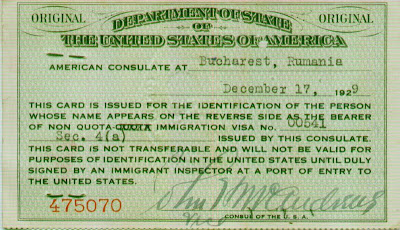 ORIGINAL DEPARTMENT OF STATE ORIGINAL
OF
THE UNITED STATES OF AMERICA
AMERICAN CONSULATE AT Bucharest, Rumania
December 17, 1929
THIS CARD IS ISSUED FOR THE IDENTIFICATION OF THE PERSON
WHOSE NAME APPEARS ON THE REVERSE SIDE AS THE BEARER
OF NON QUOTA-QUOTA IMMIGRATION VISA NO. 00541
Sec. 4(a) ISSUED BY THIS CONSULATE.
THIS CARD IS NOT TRANSFERABLE AND WILL NOT BE VALID FOR
PURPOSES OF IDENTIFICATION IN THE UNITED STATES UNTIL DULY
SIGNED BY AN IMMIGRANT INSPECTOR AT A PORT OF ENTRY TO
THE UNITED STATES.
475070
CONSUL OF THE U.S.A.